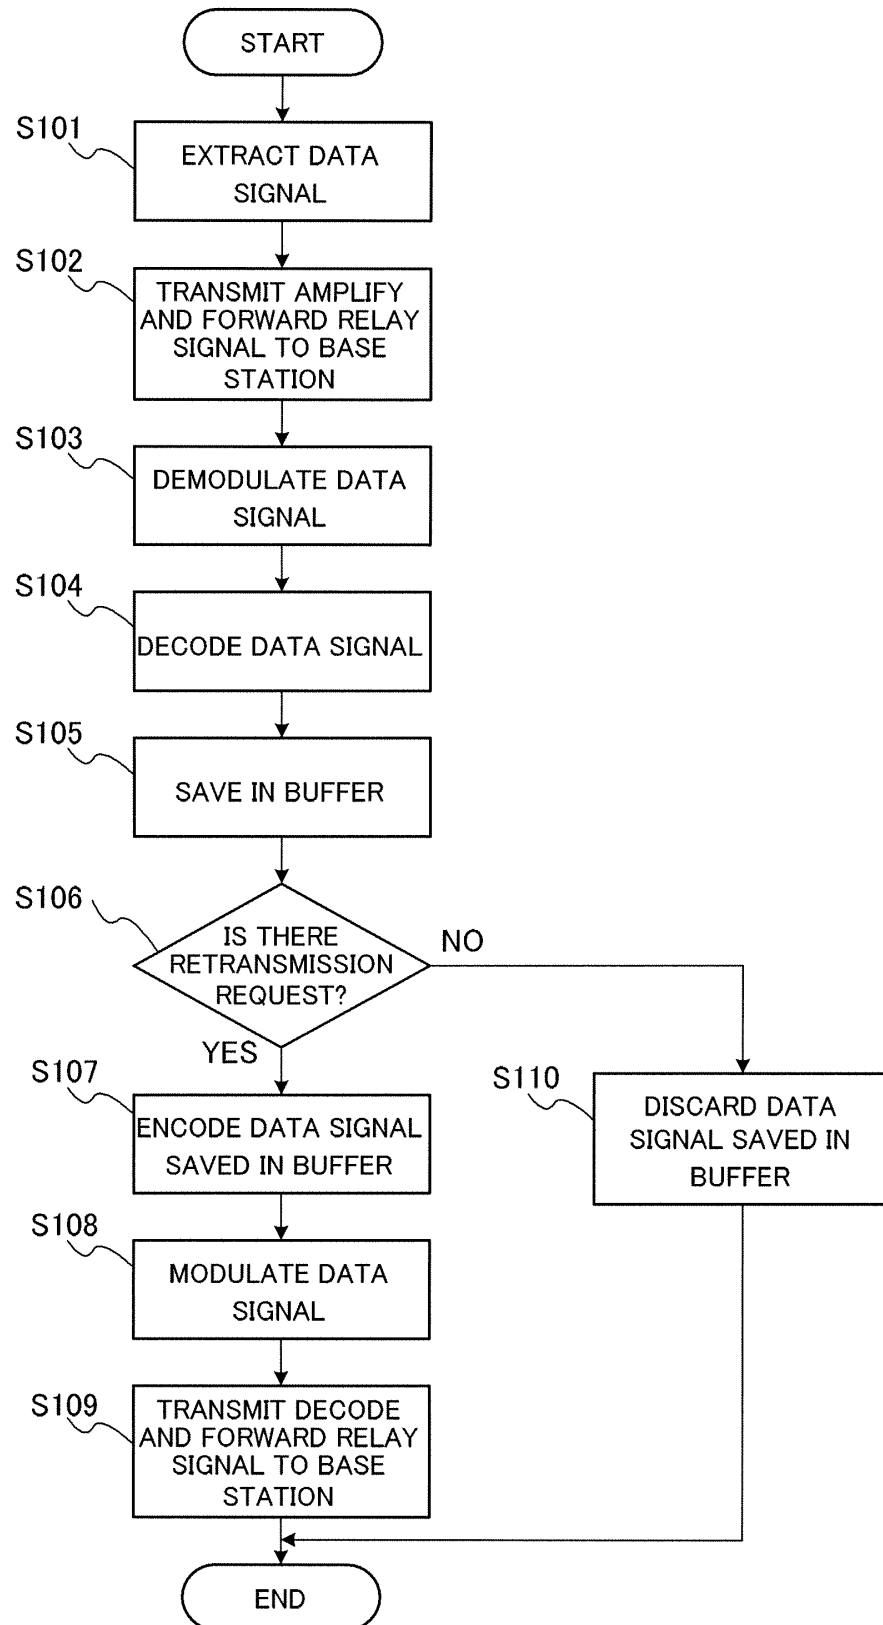 START
S101
EXTRACT DATA
SIGNAL
S102
TRANSMIT AMPLIFY
AND FORWARD RELAY
SIGNAL TO BASE
STATION
S103
DEMODULATE DATA
SIGNAL
S104
DECODE DATA SIGNAL
S105
SAVE IN BUFFER
S106
IS THERE
RETRANSMISSION
REQUEST?
NO
YES
S107
ENCODE DATA SIGNAL
SAVED IN BUFFER
S110
DISCARD DATA
SIGNAL SAVED IN
BUFFER
S108
MODULATE DATA
SIGNAL
S109
TRANSMIT DECODE
AND FORWARD RELAY
SIGNAL TO BASE
STATION
END